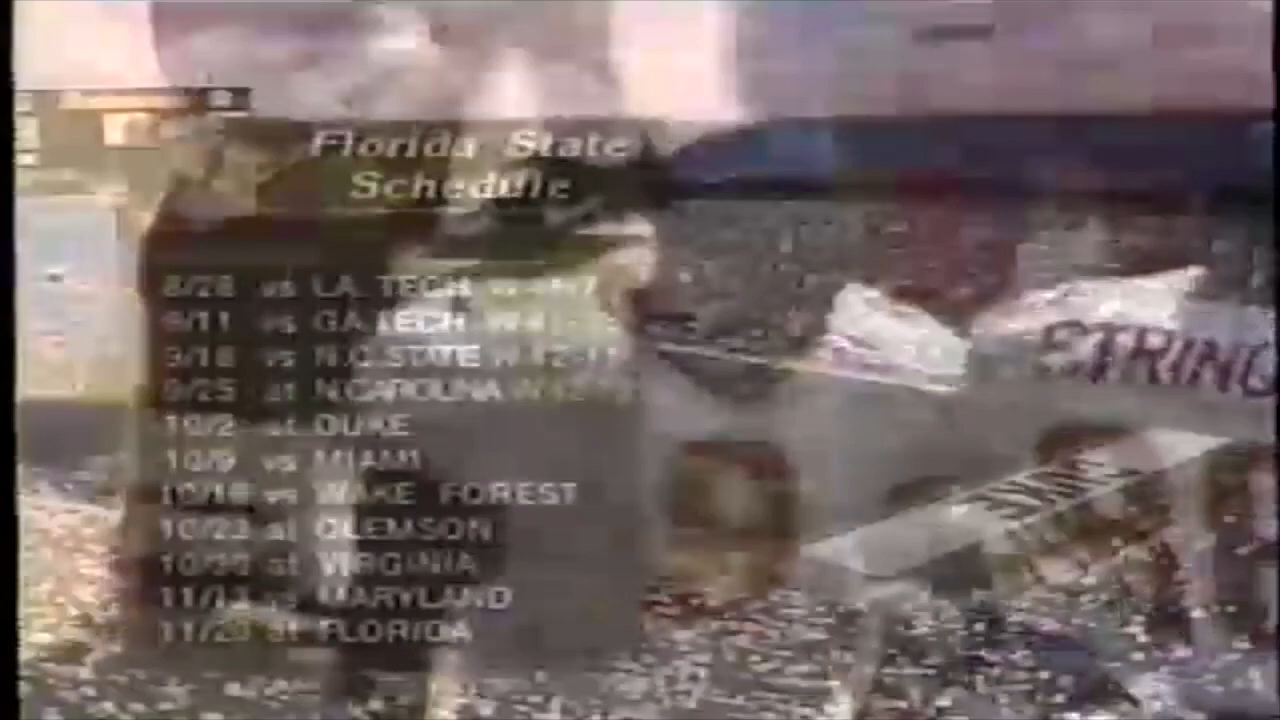 Florida State
Schedule
8/28 vs LA. TECH
9/11 vs GA.TECH
9/18 vs N.C.STATE W
9/25 at N.CAROLINA W
10/2 at DUKE
10/9 vs MIAMI
10/16 vs WAKE FOREST
10/23 at CLEMSON
10/30 at VIRGINIA
11/13 vs MARYLAND
11/20 at FLORIDA
STRING